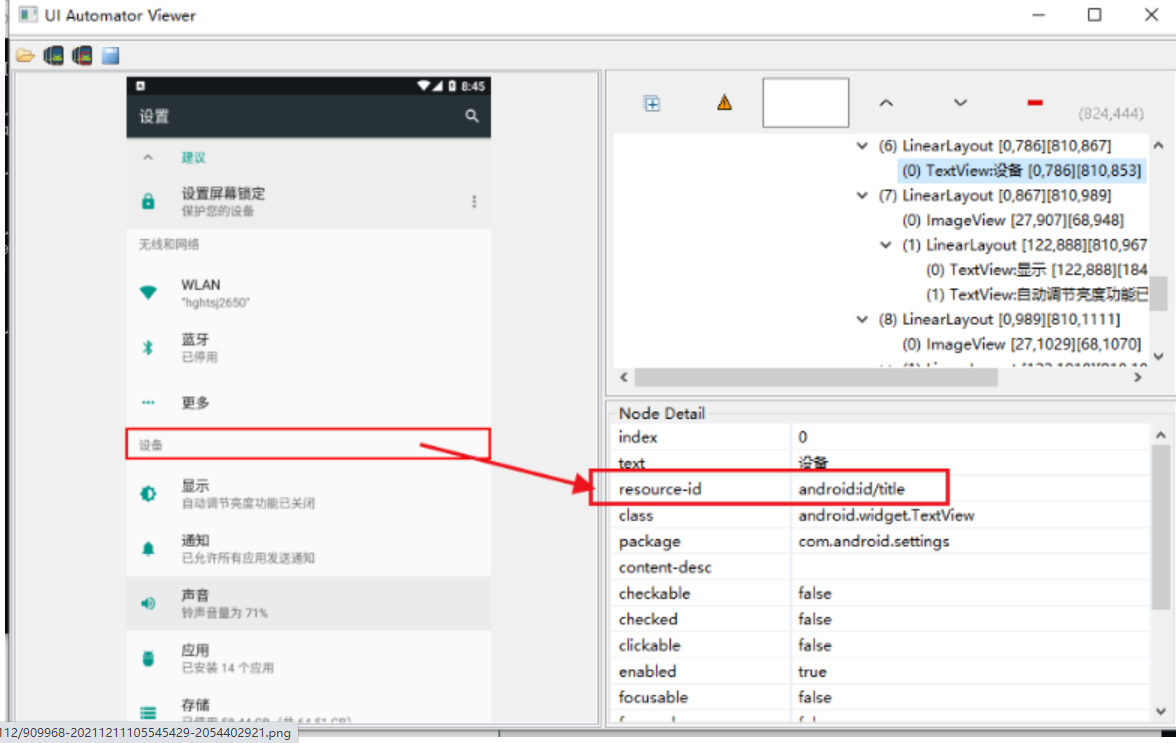 UI Automator Viewer
8:45
设置
建议
设置屏幕锁定
保护您的设备
无线和网络
WLAN
"hghtsj2650"
蓝牙
已停用
更多
设备
显示
自动调节亮度功能已关闭
通知
已允许所有应用发送通知
声音
铃声音量为 71%
应用
已安装 14 个应用
存储
(824,444)
(6) LinearLayout [0,786][810,867]
(0) TextView:设备 [0,786][810,853]
(7) LinearLayout [0,867][810,989]
(0) ImageView [27,907][68,948]
(1) LinearLayout [122,888][810,967
(0) TextView:显示 [122,888][184
(1) TextView:自动调节亮度功能已
(8) LinearLayout [0,989][810,1111]
(0) ImageView [27,1029][68,1070]
Node Detail
index 0
text 设备
resource-id android:id/title
class android.widget.TextView
package com.android.settings
content-desc
checkable false
checked false
clickable false
enabled true
focusable false
112/909968-20211211105545429-2054402921.png